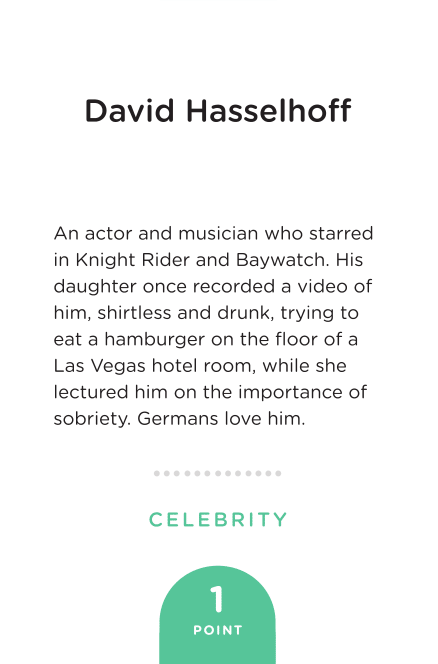 David Hasselhoff
An actor and musician who starred
in Knight Rider and Baywatch. His
daughter once recorded a video of
him, shirtless and drunk, trying to
eat a hamburger on the floor of a
Las Vegas hotel room, while she
lectured him on the importance of
sobriety. Germans love him.
CELEBRITY
1
POINT